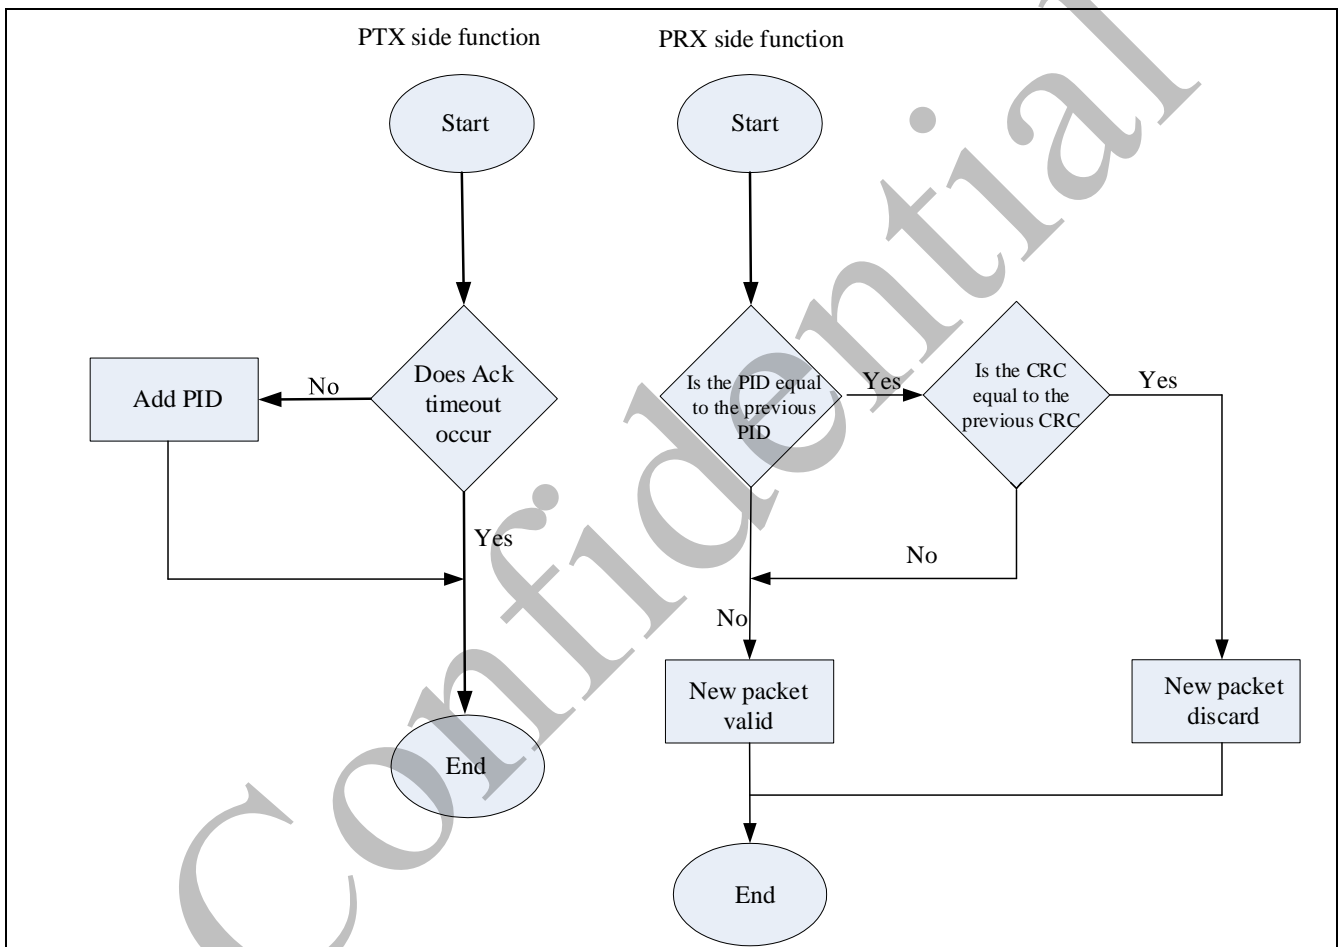 PTX side function
Start
Does Ack
timeout
occur
No
Add PID
Yes
End
PRX side function
Start
Is the PID equal
to the previous
PID
Yes
Is the CRC
equal to the
previous CRC
Yes
No
No
New packet
valid
New packet
discard
End
Confidential